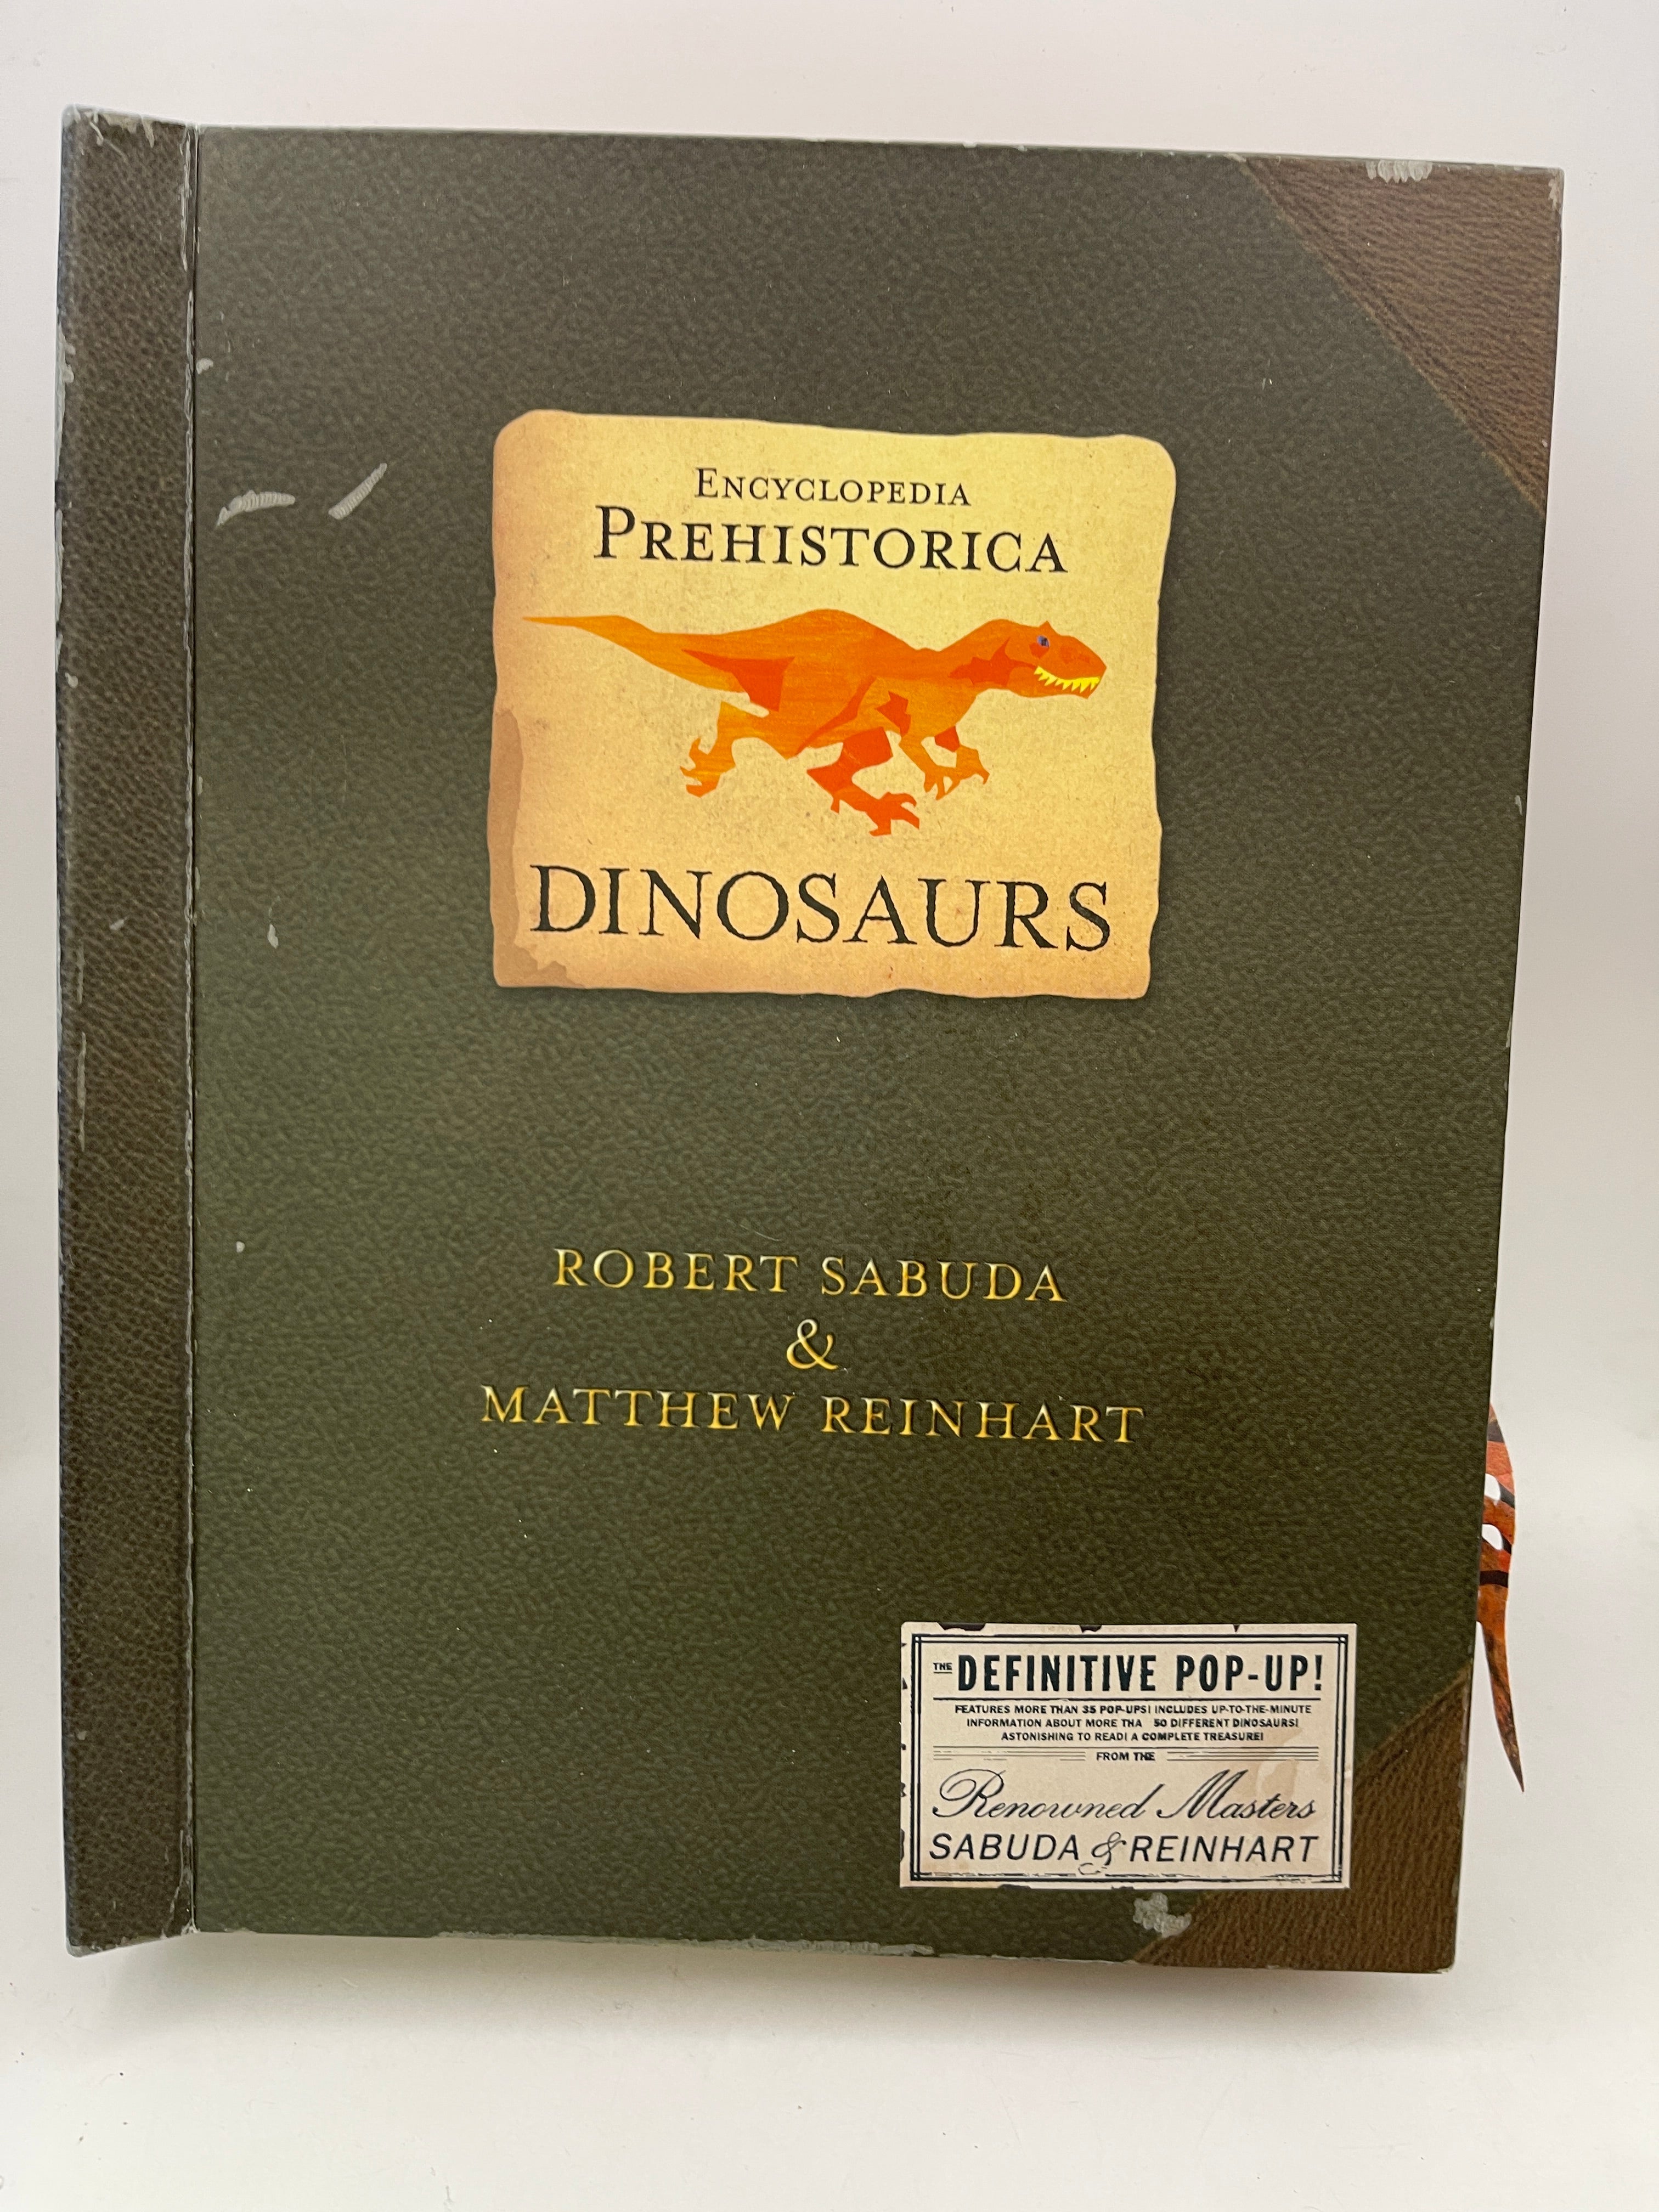 ENCYCLOPEDIA
PREHISTORICA
DINOSAURS
ROBERT SABUDA
&
MATTHEW REINHART
THE DEFINITIVE POP-UP!
FEATURES MORE THAN 35 POP-UPS! INCLUDES UP-TO-THE-MINUTE
INFORMATION ABOUT MORE THA 50 DIFFERENT DINOSAURS!
ASTONISHING TO READ! A COMPLETE TREASURE!
FROM THE
Renowned Masters
SABUDA & REINHART